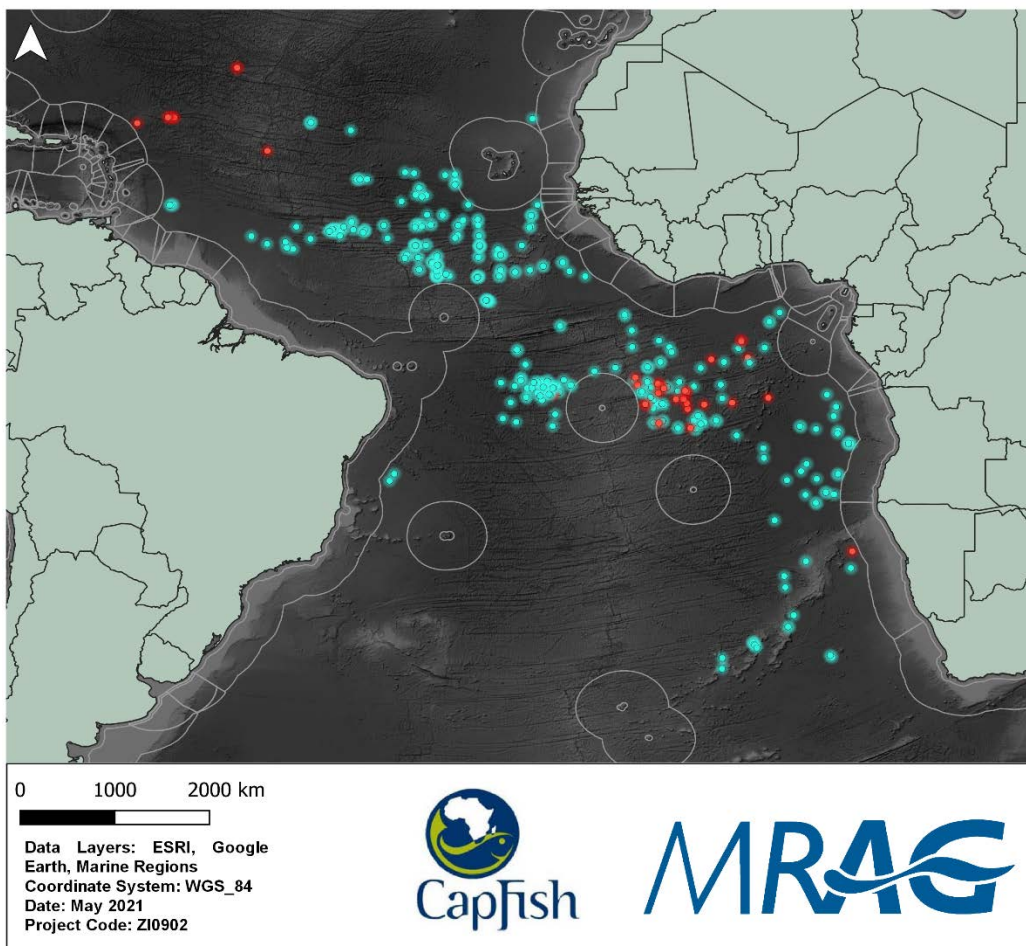 0 1000 2000 km
Data Layers: ESRI, Google
Earth, Marine Regions
Coordinate System: WGS_84
Date: May 2021
Project Code: ZI0902
CapFish
MRAG